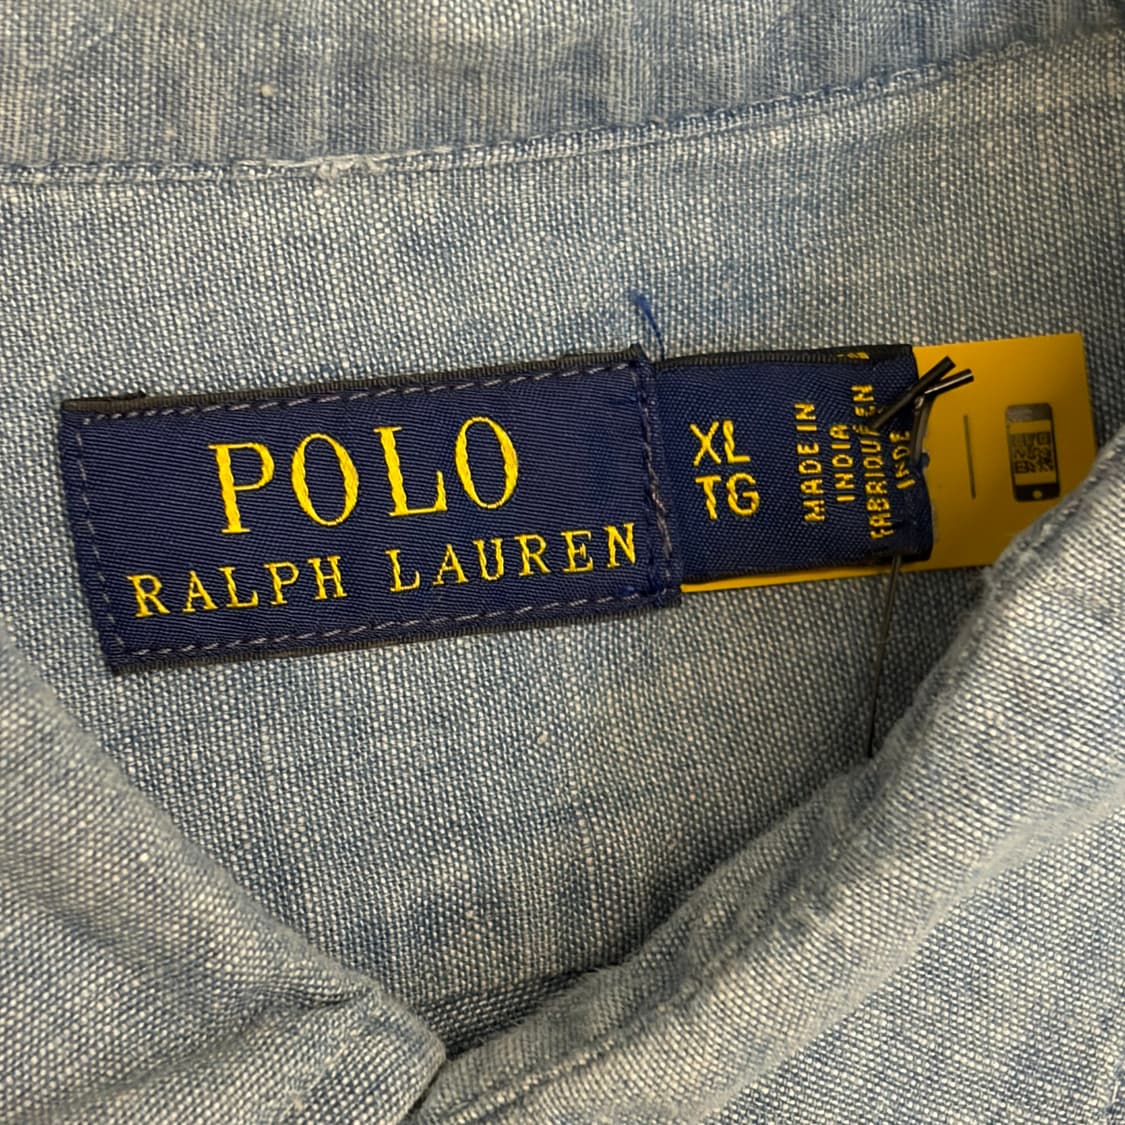 POLO
RALPH LAUREN
XL
TG
MADE IN
INDIA
FABRIQUÉ EN
INDE